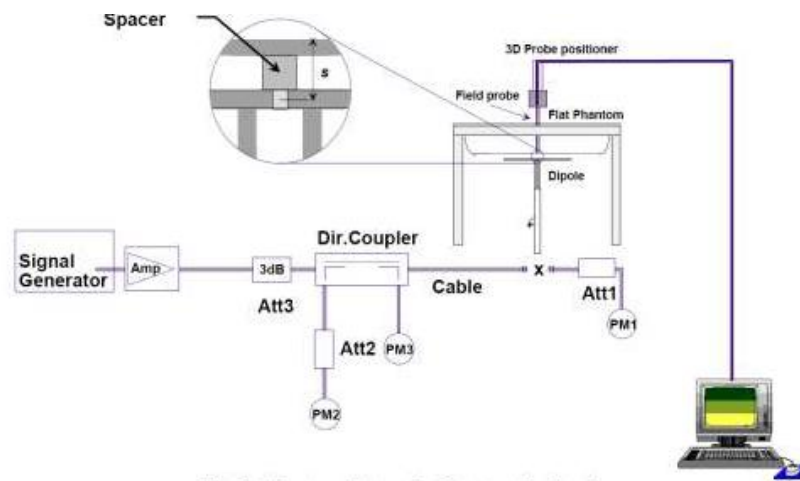 Spacer
s
3D Probe positioner
Field probe
Flat Phantom
Dipole
Dir.Coupler
Signal
Generator
Amp
3dB
Att3
Cable
x
Att1
PM1
Att2
PM3
PM2